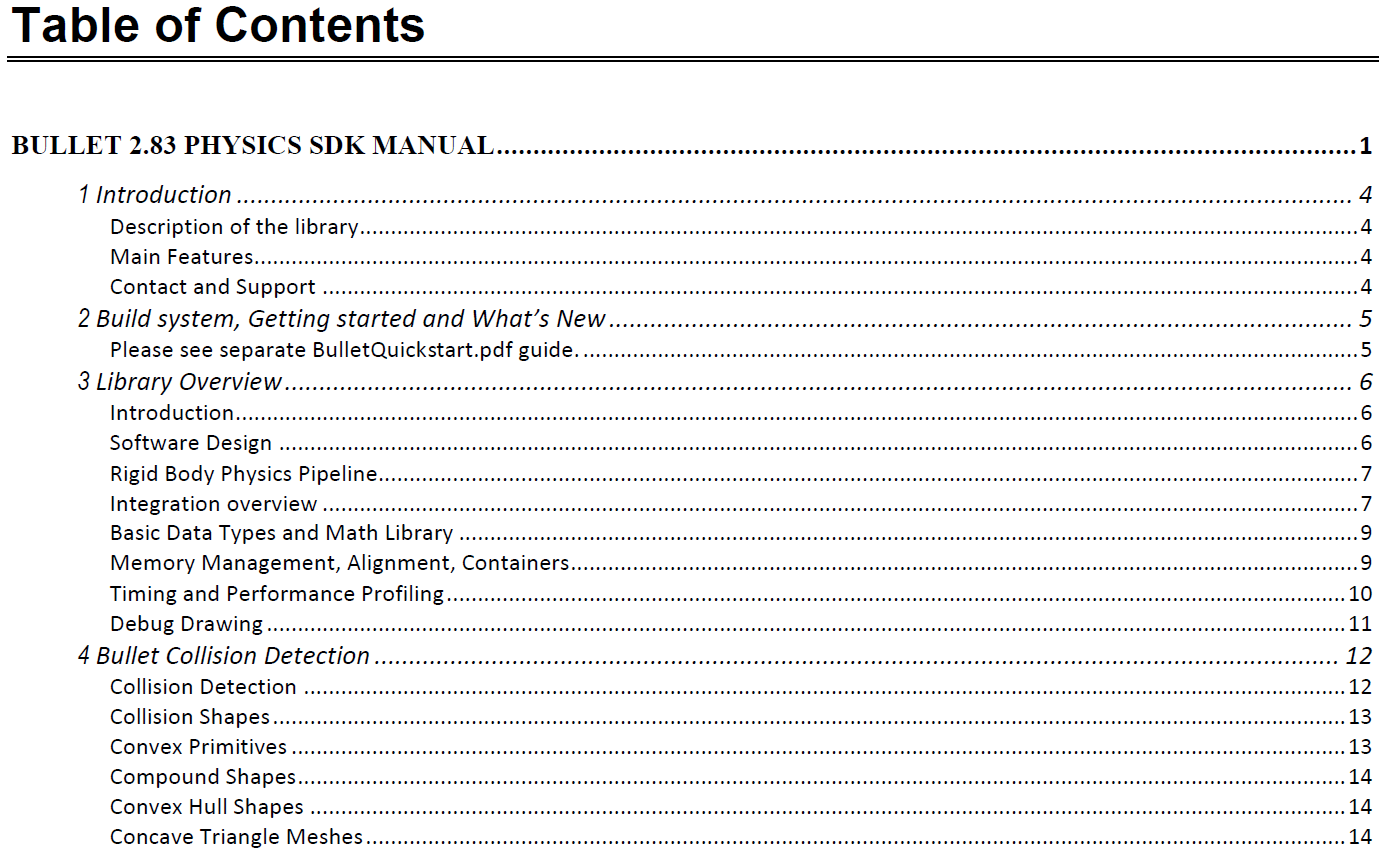 Table of Contents
BULLET 2.83 PHYSICS SDK MANUAL........................................................................................................................1
1 Introduction ........................................................................................................................ 4
Description of the library........................................................................................................................4
Main Features........................................................................................................................4
Contact and Support ........................................................................................................................4
2 Build system, Getting started and What’s New........................................................................................................................ 5
Please see separate BulletQuickstart.pdf guide. ........................................................................................................................5
3 Library Overview........................................................................................................................ 6
Introduction........................................................................................................................6
Software Design ........................................................................................................................6
Rigid Body Physics Pipeline........................................................................................................................7
Integration overview ........................................................................................................................7
Basic Data Types and Math Library ........................................................................................................................9
Memory Management, Alignment, Containers........................................................................................................................9
Timing and Performance Profiling........................................................................................................................10
Debug Drawing ........................................................................................................................11
4 Bullet Collision Detection ........................................................................................................................ 12
Collision Detection ........................................................................................................................12
Collision Shapes........................................................................................................................13
Convex Primitives ........................................................................................................................13
Compound Shapes........................................................................................................................14
Convex Hull Shapes ........................................................................................................................14
Concave Triangle Meshes........................................................................................................................14